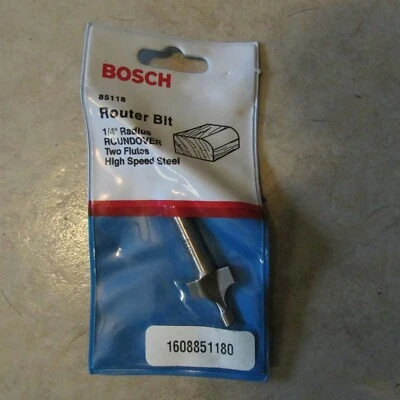 BOSCH
85118
Router Bit
1/4" Radius
ROUNDOVER
Two Flutes
High Speed Steel
1608851180